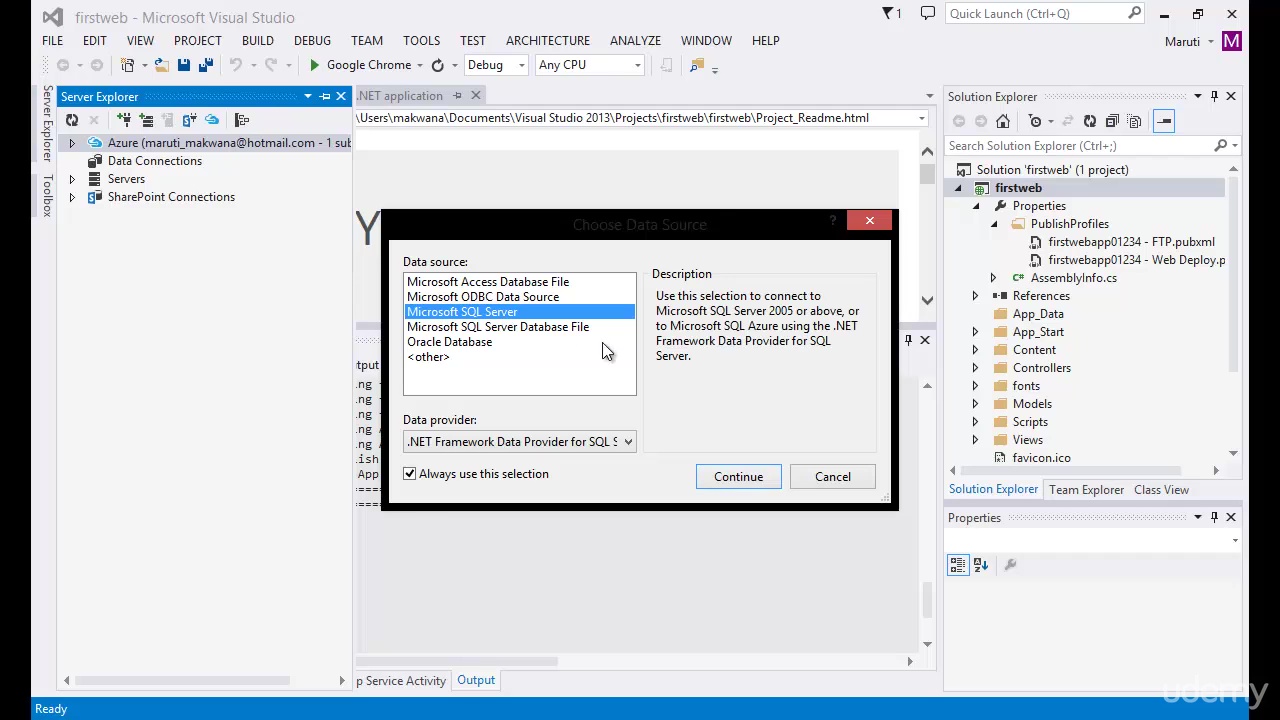 firstweb - Microsoft Visual Studio
1
Quick Launch (Ctrl+Q)
FILE EDIT VIEW PROJECT BUILD DEBUG TEAM TOOLS TEST ARCHITECTURE ANALYZE WINDOW HELP
Maruti M
Google Chrome Debug Any CPU
Server Explorer
Toolbox
Server Explorer
Azure (maruti_makwana@hotmail.com - 1 sub
Data Connections
Servers
SharePoint Connections
.NET application
\Users\makwana\Documents\Visual Studio 2013\Projects\firstweb\firstweb\Project_Readme.html
Y
Choose Data Source
?
Data source:
Microsoft Access Database File
Microsoft ODBC Data Source
Microsoft SQL Server
Microsoft SQL Server Database File
Oracle Database
<other>
Data provider:
.NET Framework Data Provider for SQL S
Always use this selection
Description
Use this selection to connect to
Microsoft SQL Server 2005 or above, or
to Microsoft SQL Azure using the .NET
Framework Data Provider for SQL
Server.
Continue Cancel
tput
ing
ing
ing
ing
ing A
lish
App
===
===
p Service Activity Output
Solution Explorer
Search Solution Explorer (Ctrl+;)
Solution 'firstweb' (1 project)
firstweb
Properties
PublishProfiles
firstwebapp01234 - FTP.pubxml
firstwebapp01234 - Web Deploy.p
C# AssemblyInfo.cs
References
App_Data
App_Start
Content
Controllers
fonts
Models
Scripts
Views
favicon.ico
Solution Explorer Team Explorer Class View
Properties
Ready
udemy